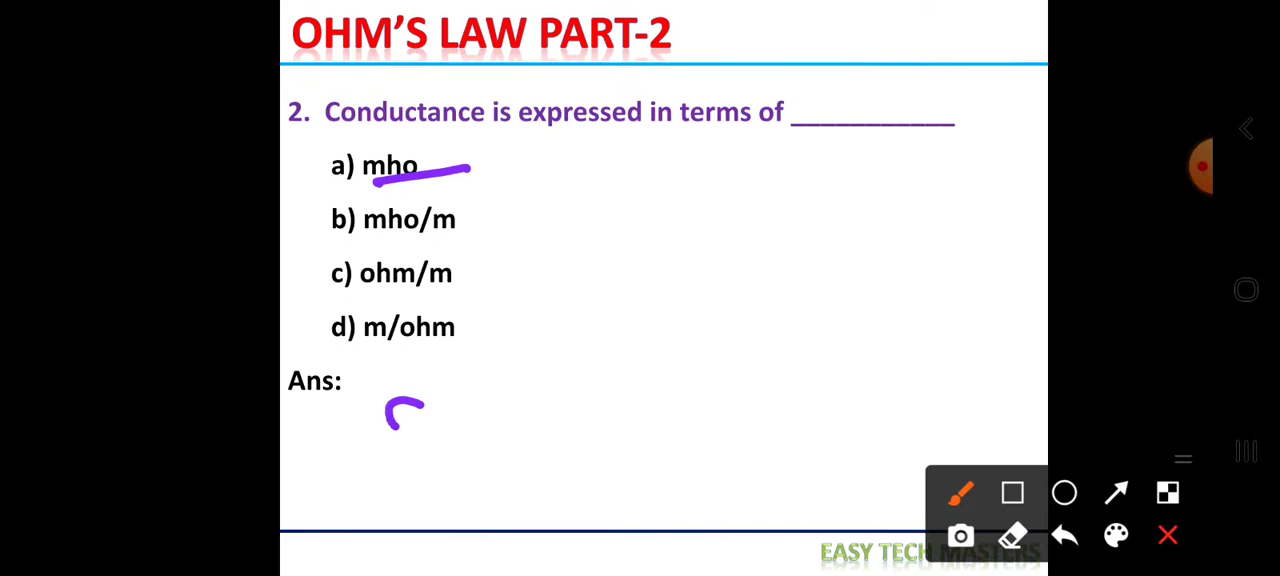 OHM'S LAW PART-2
2. Conductance is expressed in terms of ___________
a) mho
b) mho/m
c) ohm/m
d) m/ohm
Ans:
EASY TECH MASTERS